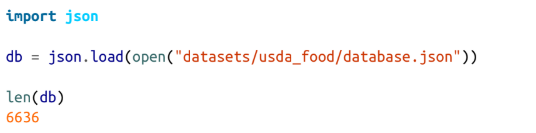 import json
db = json.load(open("datasets/usda_food/database.json"))
len(db)
6636